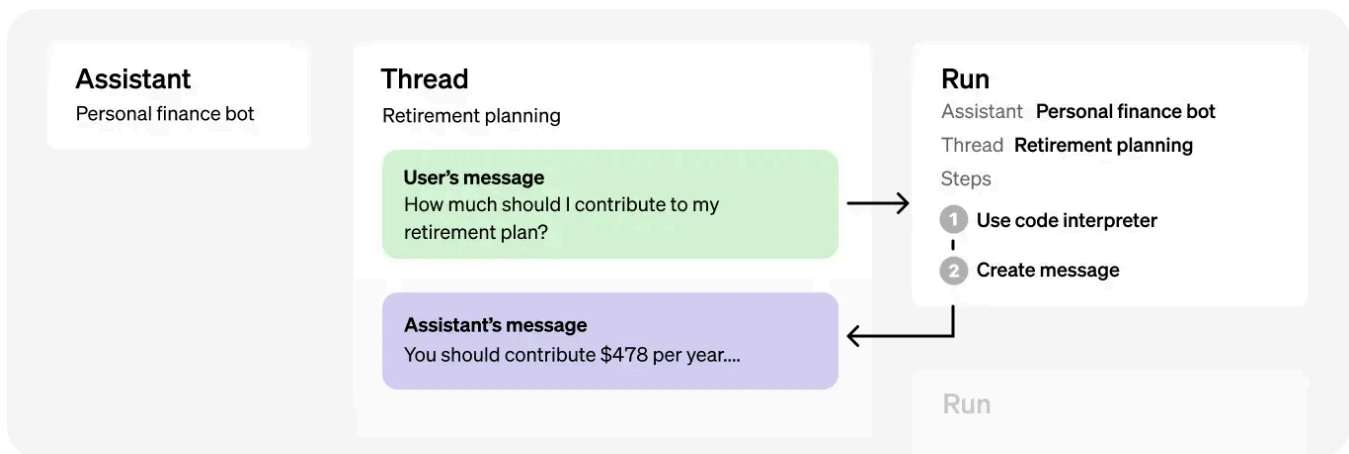 Assistant
Personal finance bot
Thread
Retirement planning
User’s message
How much should I contribute to my
retirement plan?
Assistant’s message
You should contribute $478 per year....
Run
Assistant Personal finance bot
Thread Retirement planning
Steps
1 Use code interpreter
2 Create message
Run